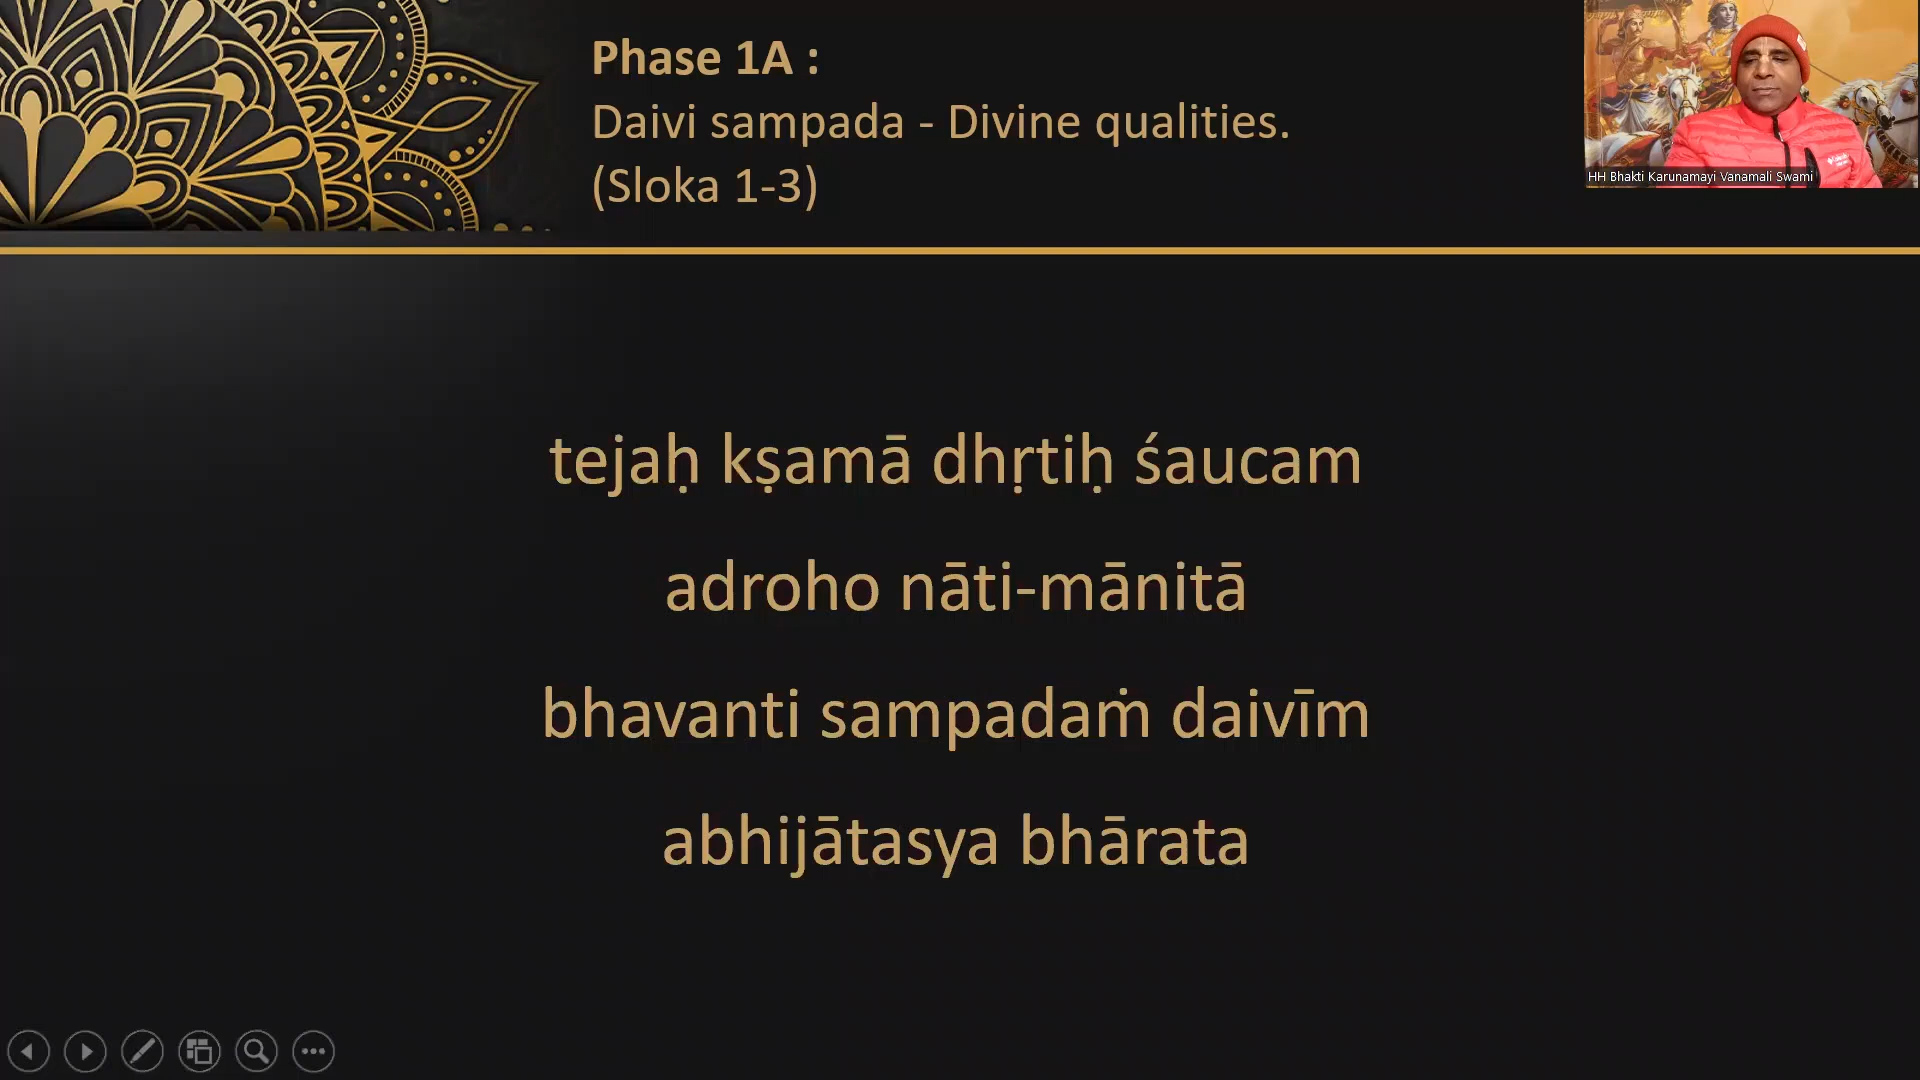 Phase 1A :
Daivi sampada - Divine qualities.
(Sloka 1-3)
HH Bhakti Karunamayi Vanamali Swami
tejaḥ kṣamā dhṛtiḥ śaucam
adroho nāti-mānitā
bhavanti sampadaṁ daivīm
abhijātasya bhārata